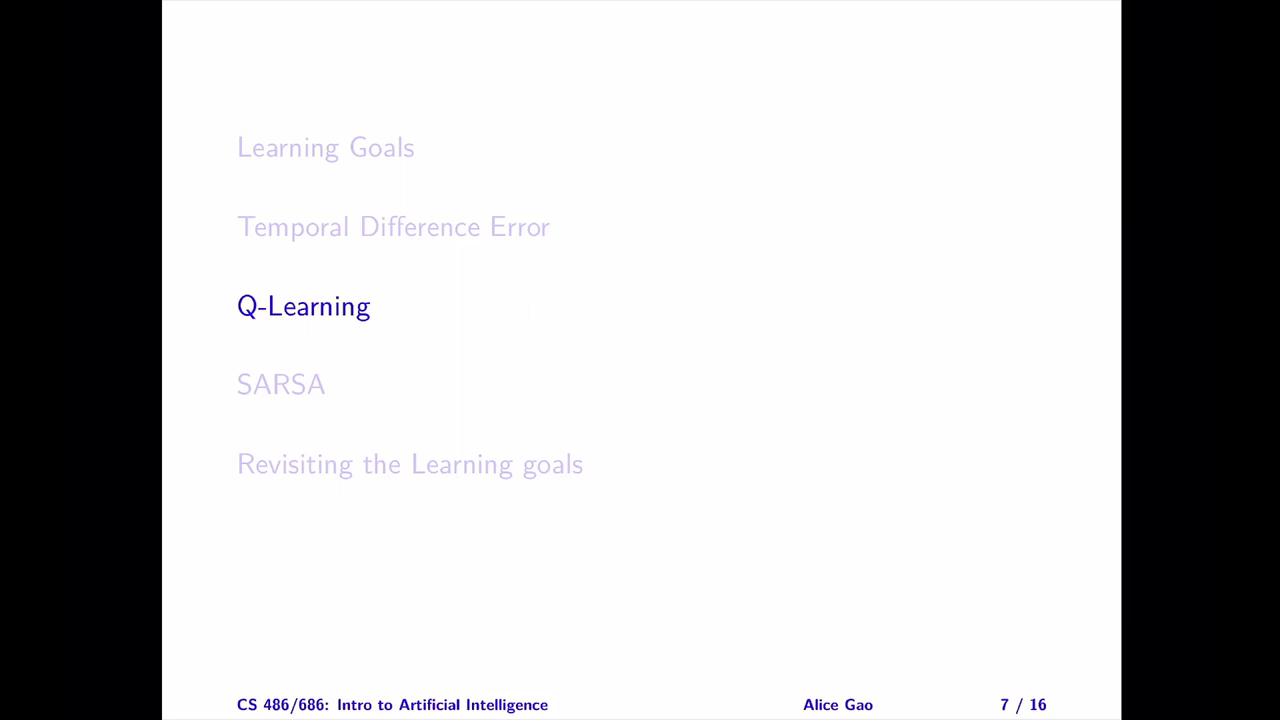 Learning Goals
Temporal Difference Error
Q-Learning
SARSA
Revisiting the Learning goals
CS 486/686: Intro to Artificial Intelligence Alice Gao 7 / 16